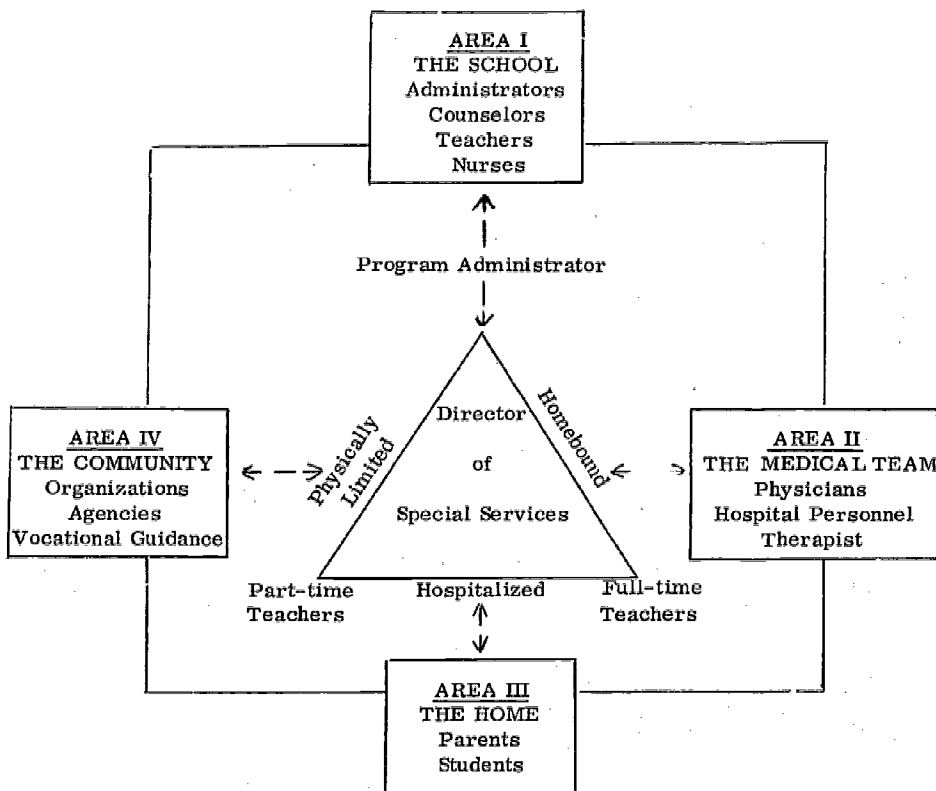 AREA I
THE SCHOOL
Administrators
Counselors
Teachers
Nurses
Program Administrator
AREA IV
THE COMMUNITY
Organizations
Agencies
Vocational Guidance
Physically
Limited
Director
of
Special Services
Homebound
AREA II
THE MEDICAL TEAM
Physicians
Hospital Personnel
Therapist
Part-time
Teachers
Hospitalized
Full-time
Teachers
AREA III
THE HOME
Parents
Students